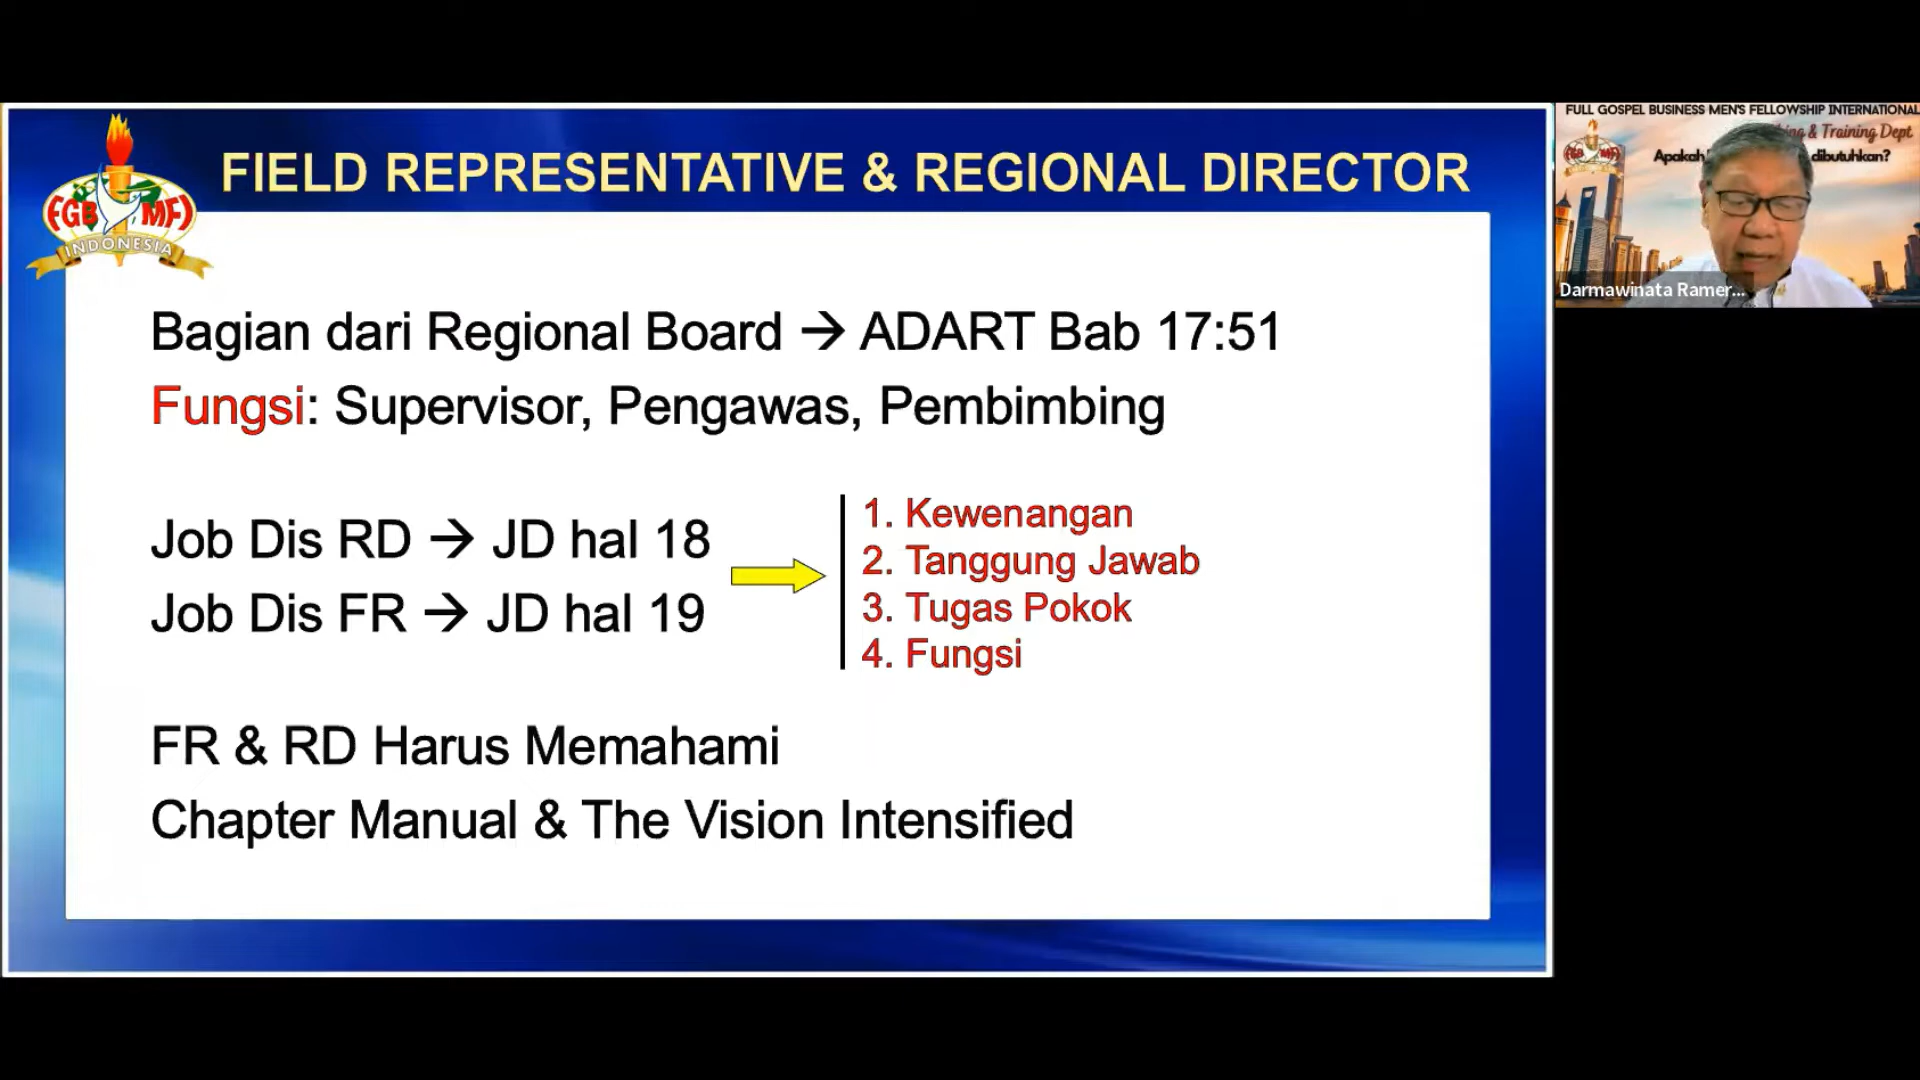 FIELD REPRESENTATIVE & REGIONAL DIRECTOR
FGB MFI
INDONESIA
Bagian dari Regional Board → ADART Bab 17:51
Fungsi: Supervisor, Pengawas, Pembimbing
Job Dis RD → JD hal 18
Job Dis FR → JD hal 19
1. Kewenangan
2. Tanggung Jawab
3. Tugas Pokok
4. Fungsi
FR & RD Harus Memahami
Chapter Manual & The Vision Intensified
FULL GOSPEL BUSINESS MEN'S FELLOWSHIP INTERNATIONAL
& Training Dept
Apakah dibutuhkan?
Darmawinata Ramer...